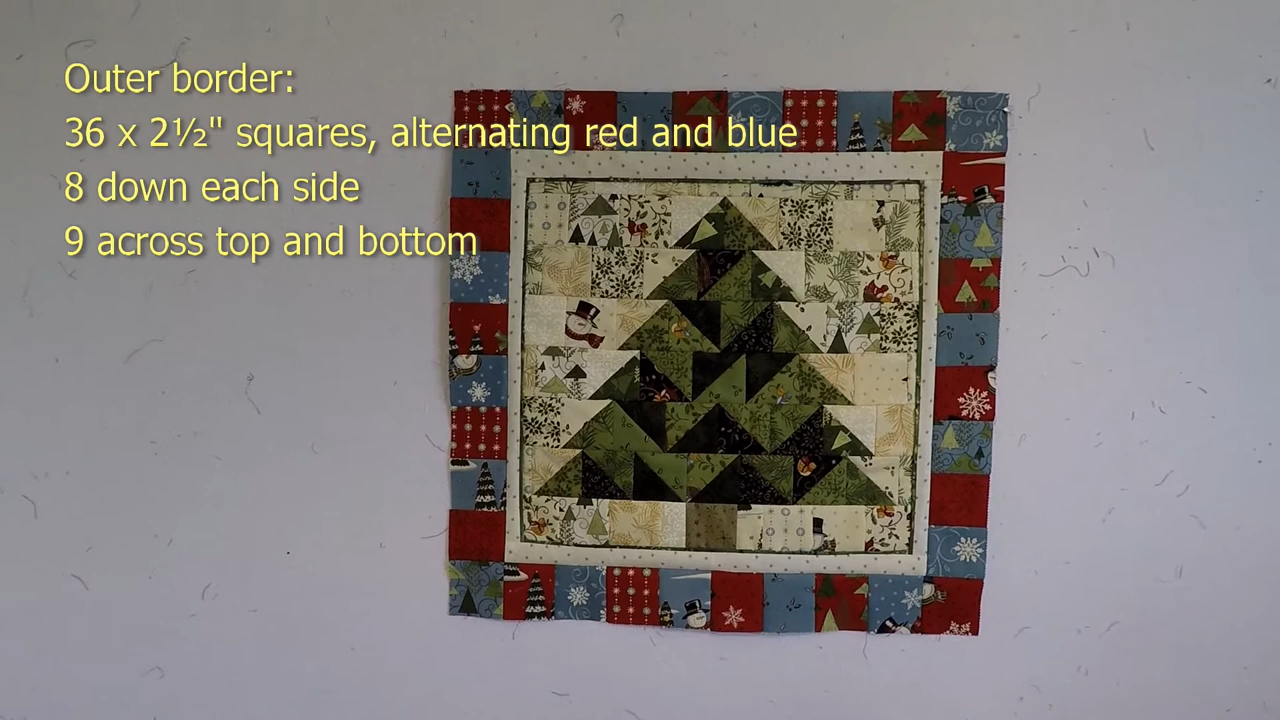 Outer border:
36 x 2½" squares, alternating red and blue
8 down each side
9 across top and bottom